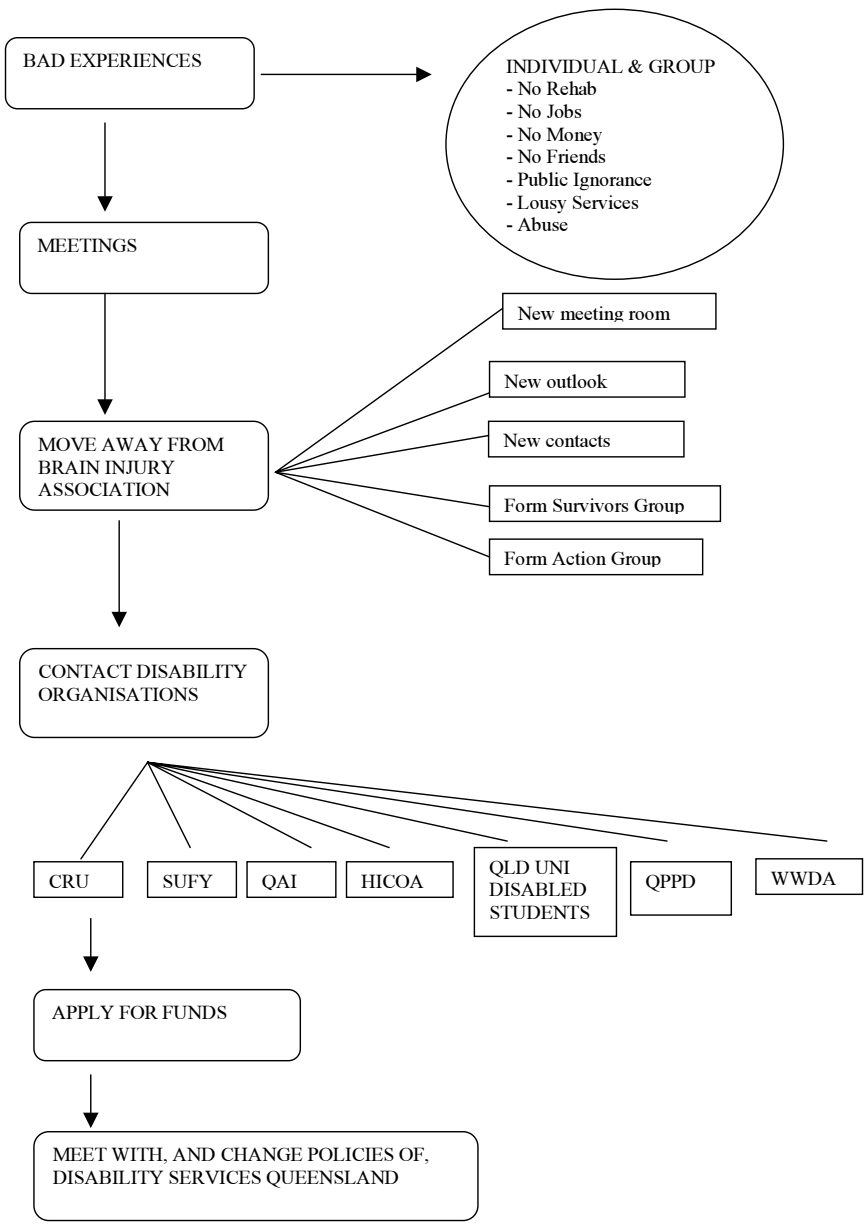 BAD EXPERIENCES
INDIVIDUAL & GROUP
- No Rehab
- No Jobs
- No Money
- No Friends
- Public Ignorance
- Lousy Services
- Abuse
MEETINGS
New meeting room
New outlook
New contacts
MOVE AWAY FROM
BRAIN INJURY
ASSOCIATION
Form Survivors Group
Form Action Group
CONTACT DISABILITY
ORGANISATIONS
CRU
SUFY
QAI
HICOA
QLD UNI
DISABLED
STUDENTS
QPPD
WWDA
APPLY FOR FUNDS
MEET WITH, AND CHANGE POLICIES OF,
DISABILITY SERVICES QUEENSLAND